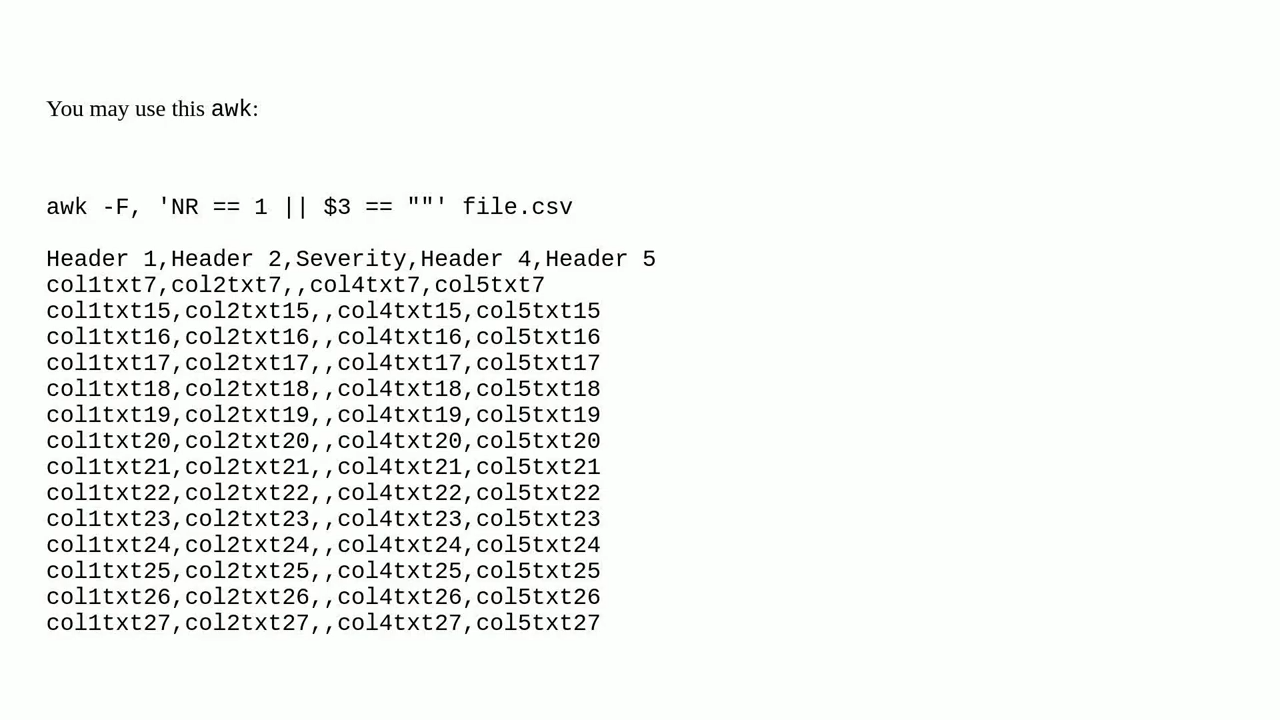 You may use this awk:
awk -F, 'NR == 1 || $3 == ""' file.csv
Header 1,Header 2,Severity,Header 4,Header 5
col1txt7,col2txt7,,col4txt7,col5txt7
col1txt15,col2txt15,,col4txt15,col5txt15
col1txt16,col2txt16,,col4txt16,col5txt16
col1txt17,col2txt17,,col4txt17,col5txt17
col1txt18,col2txt18,,col4txt18,col5txt18
col1txt19,col2txt19,,col4txt19,col5txt19
col1txt20,col2txt20,,col4txt20,col5txt20
col1txt21,col2txt21,,col4txt21,col5txt21
col1txt22,col2txt22,,col4txt22,col5txt22
col1txt23,col2txt23,,col4txt23,col5txt23
col1txt24,col2txt24,,col4txt24,col5txt24
col1txt25,col2txt25,,col4txt25,col5txt25
col1txt26,col2txt26,,col4txt26,col5txt26
col1txt27,col2txt27,,col4txt27,col5txt27